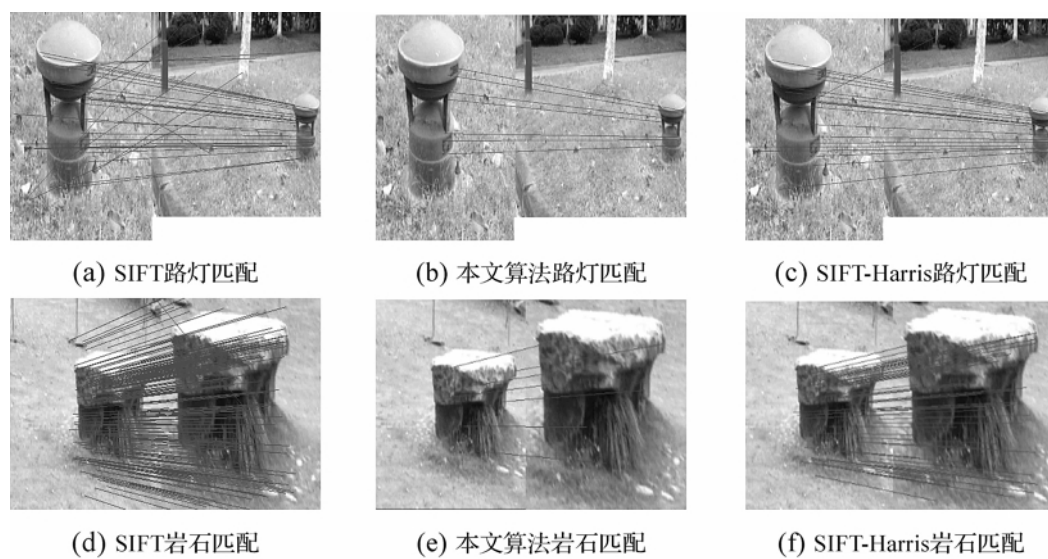 (a) SIFT路灯匹配
(b) 本文算法路灯匹配
(c) SIFT-Harris路灯匹配
(d) SIFT岩石匹配
(e) 本文算法岩石匹配
(f) SIFT-Harris岩石匹配